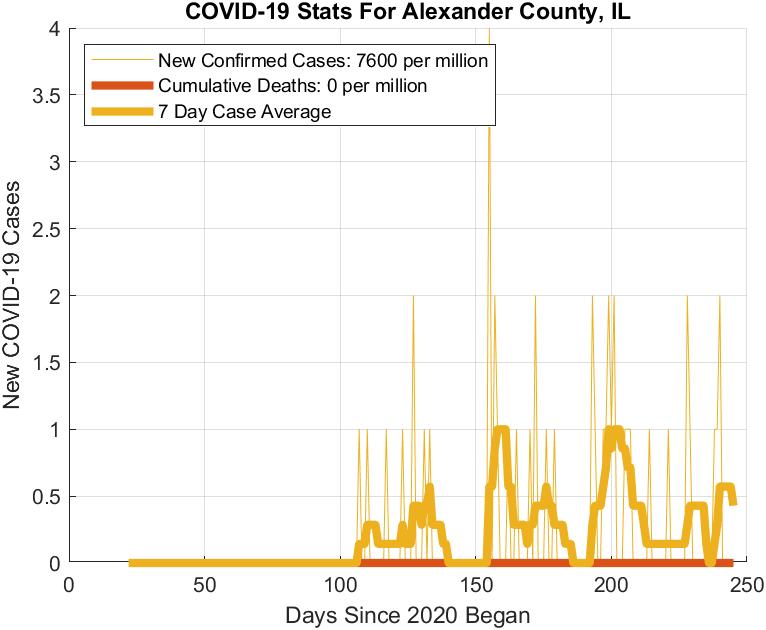 COVID-19 Stats For Alexander County, IL
New Confirmed Cases: 7600 per million
Cumulative Deaths: 0 per million
7 Day Case Average
New COVID-19 Cases
4
3.5
3
2.5
2
1.5
1
0.5
0
0 50 100 150 200 250
Days Since 2020 Began